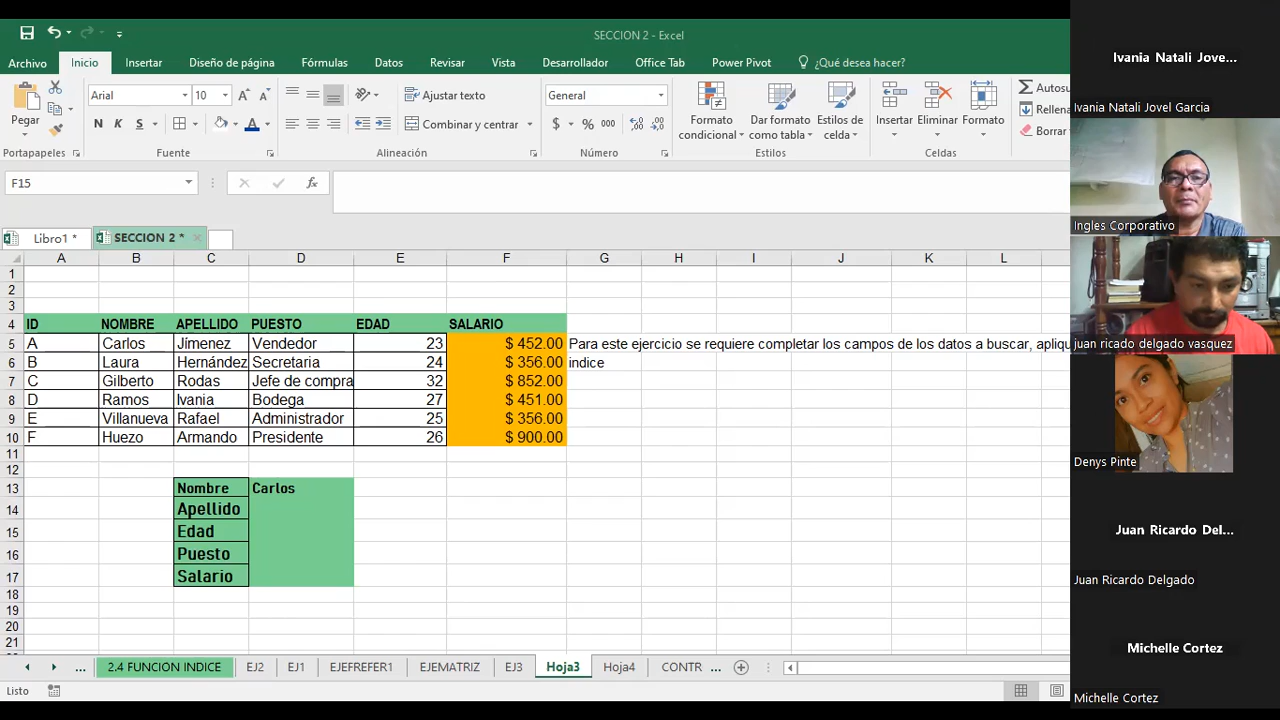 SECCION 2 - Excel
Archivo Inicio Insertar Diseño de página Fórmulas Datos Revisar Vista Desarrollador Office Tab Power Pivot ¿Qué desea hacer?
Pegar
Arial 10
N K S
Ajustar texto
Combinar y centrar
General
$ % 000
Formato condicional
Dar formato como tabla
Estilos de celda
Insertar Eliminar Formato
Autosu
Rellena
Borrar
Portapapeles Fuente Alineación Número Estilos Celdas
F15
fx
Libro1 * SECCION 2 *
A B C D E F G H I J K L
1
2
3
4 ID NOMBRE APELLIDO PUESTO EDAD SALARIO
5 A Carlos Jímenez Vendedor 23 $ 452.00 Para este ejercicio se requiere completar los campos de los datos a buscar, apliqu
6 B Laura Hernández Secretaria 24 $ 356.00 indice
7 C Gilberto Rodas Jefe de compra 32 $ 852.00
8 D Ramos Ivania Bodega 27 $ 451.00
9 E Villanueva Rafael Administrador 25 $ 356.00
10 F Huezo Armando Presidente 26 $ 900.00
11
12
13 Nombre Carlos
14 Apellido
15 Edad
16 Puesto
17 Salario
18
19
20
21
... 2.4 FUNCION INDICE EJ2 EJ1 EJEFREFER1 EJEMATRIZ EJ3 Hoja3 Hoja4 CONTR ...
Listo
Ivania Natali Jove...
Ivania Natali Jovel Garcia
Ingles Corporativo
juan ricado delgado vasquez
Denys Pinte
Juan Ricardo Del...
Juan Ricardo Delgado
Michelle Cortez
Michelle Cortez